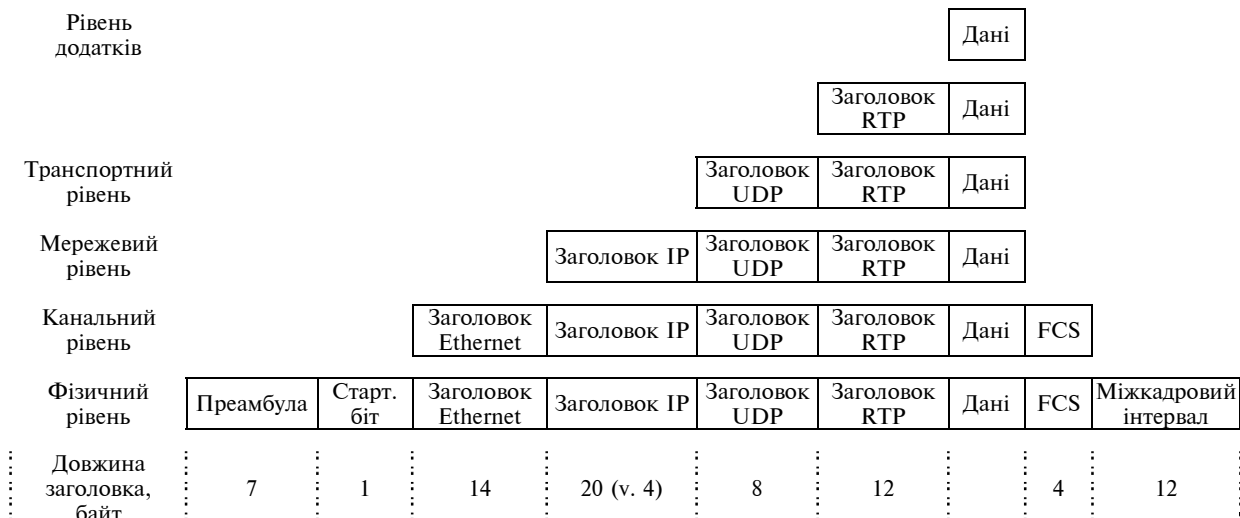 Рівень
додатків
Дані
Заголовок
RTP
Дані
Транспортний
рівень
Заголовок
UDP
Заголовок
RTP
Дані
Мережевий
рівень
Заголовок IP
Заголовок
UDP
Заголовок
RTP
Дані
Канальний
рівень
Заголовок
Ethernet
Заголовок IP
Заголовок
UDP
Заголовок
RTP
Дані
FCS
Фізичний
рівень
Преамбула
Старт.
біт
Заголовок
Ethernet
Заголовок IP
Заголовок
UDP
Заголовок
RTP
Дані
FCS
Міжкадровий
інтервал
Довжина
заголовка,
байт
7
1
14
20 (v. 4)
8
12
4
12